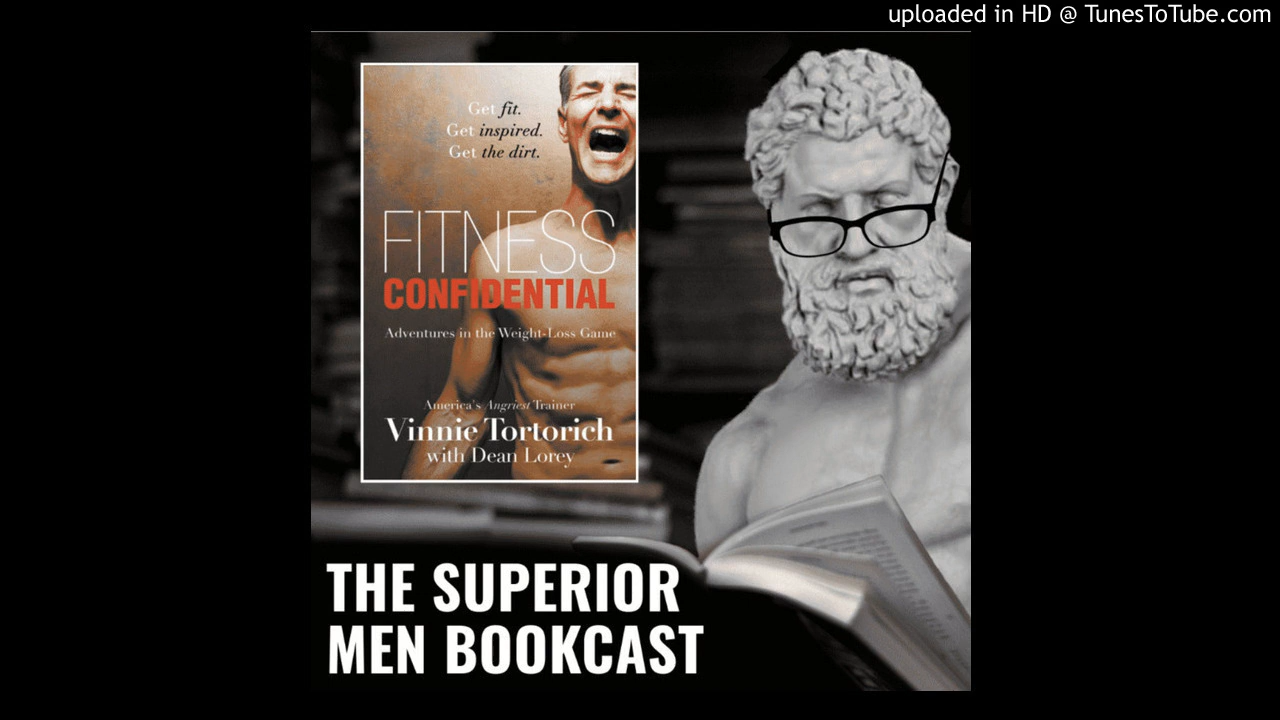 uploaded in HD @ TunesToTube.com
Get fit.
Get inspired.
Get the dirt.
FITNESS
CONFIDENTIAL
Adventures in the Weight-Loss Game
America's Angriest Trainer
Vinnie Tortorich
with Dean Lorey
THE SUPERIOR
MEN BOOKCAST